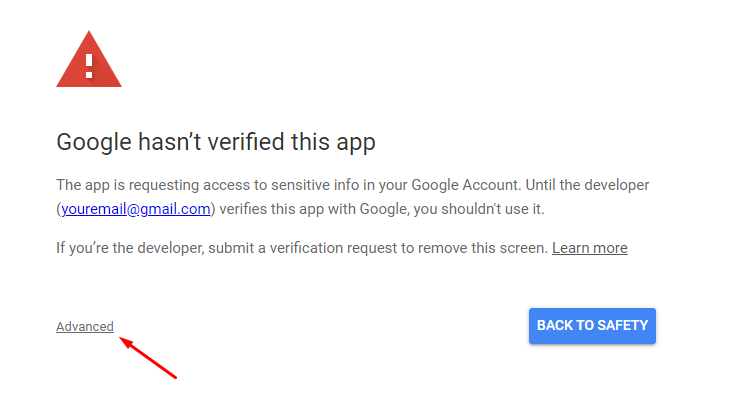 Google hasn’t verified this app
The app is requesting access to sensitive info in your Google Account. Until the developer
(youremail@gmail.com) verifies this app with Google, you shouldn't use it.
If you’re the developer, submit a verification request to remove this screen. Learn more
Advanced
BACK TO SAFETY